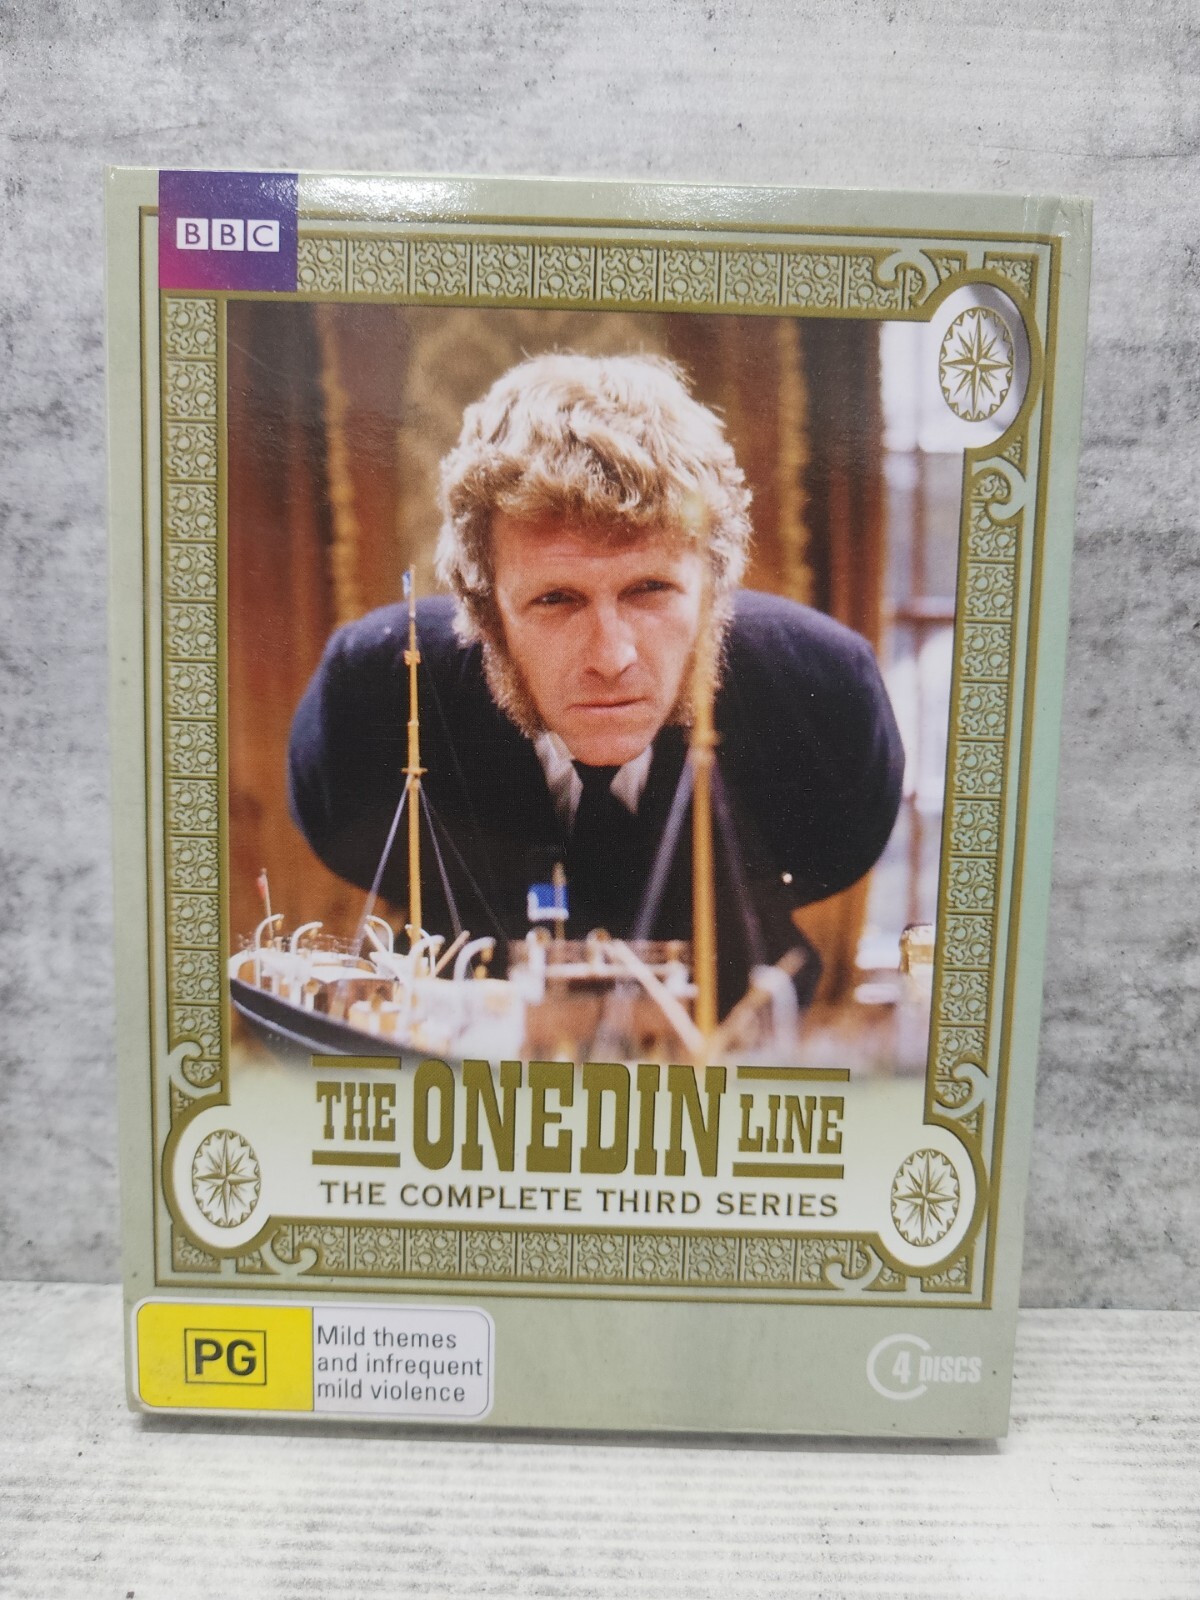 BBC
THE ONEDIN LINE
THE COMPLETE THIRD SERIES
PG
Mild themes
and infrequent
mild violence
4 DISCS